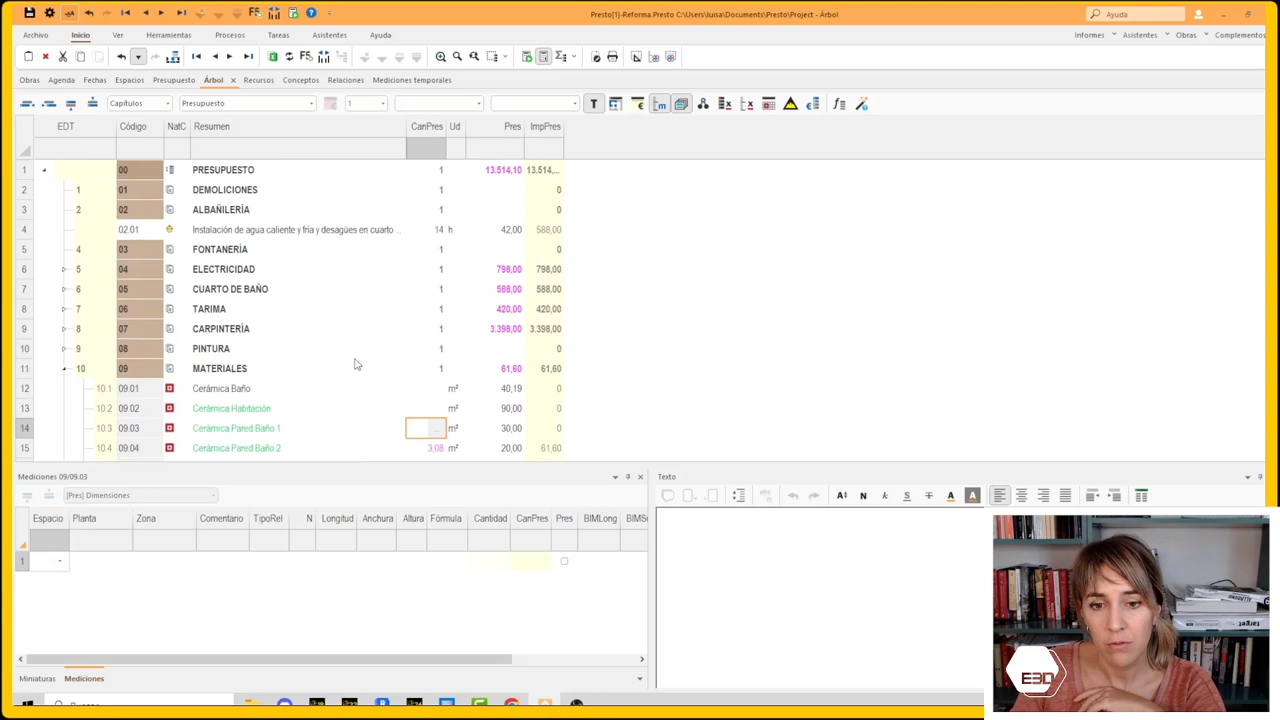 Presto[1]-Reforma.Presto C:\Users\luisa\Documents\Presto\Project - Árbol
Ayuda
Archivo Inicio Ver Herramientas Procesos Tareas Asistentes Ayuda
Informes Asistentes Obras Complementos
Obras Agenda Fechas Espacios Presupuesto Árbol Recursos Conceptos Relaciones Mediciones temporales
Capítulos Presupuesto 1
EDT Código NatC Resumen CanPres Ud Pres ImpPres
1 00 PRESUPUESTO 1 13.514,10 13.514,...
2 1 01 DEMOLICIONES 1 0
3 2 02 ALBAÑILERÍA 1 0
4 02.01 Instalación de agua caliente y fría y desagües en cuarto ... 14 h 42,00 588,00
5 4 03 FONTANERÍA 1 0
6 5 04 ELECTRICIDAD 1 798,00 798,00
7 6 05 CUARTO DE BAÑO 1 588,00 588,00
8 7 06 TARIMA 1 420,00 420,00
9 8 07 CARPINTERÍA 1 3.398,00 3.398,00
10 9 08 PINTURA 1 0
11 10 09 MATERIALES 1 61,60 61,60
12 10.1 09.01 Cerámica Baño m² 40,19 0
13 10.2 09.02 Cerámica Habitación m² 90,00 0
14 10.3 09.03 Cerámica Pared Baño 1 ... m² 30,00 0
15 10.4 09.04 Cerámica Pared Baño 2 3,08 m² 20,00 61,60
Mediciones 09/09.03
Texto
[Pres] Dimensiones
Espacio Planta Zona Comentario TipoRel N Longitud Anchura Altura Fórmula Cantidad CanPres Pres BIMLong
1
Miniaturas Mediciones
E3D
target